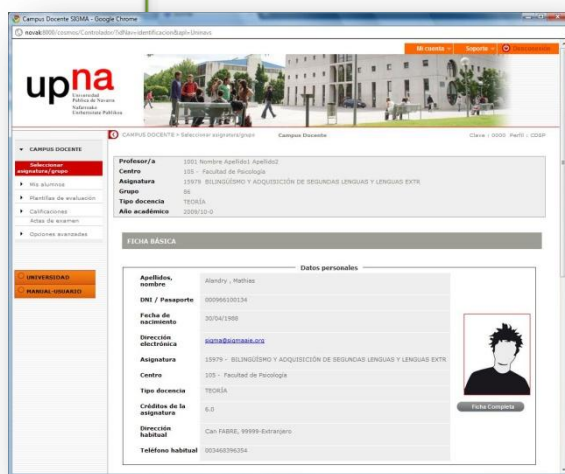 Campus Docente SIGMA - Google Chrome
novak:8000/cosmos/Controlador/?idNav=identificacion&apl=Uninavs
Mi cuenta Soporte Desconexión
upna
Universidad
Pública de Navarra
Nafarroako
Unibertsitate Publikoa
CAMPUS DOCENTE > Seleccionar asignatura/grupo Campus Docente Clave : 0000 Perfil : CDSP
CAMPUS DOCENTE
Seleccionar
asignatura/grupo
Mis alumnos
Plantillas de evaluación
Calificaciones
Actas de examen
Opciones avanzadas
UNIVERSIDAD
MANUAL-USUARIO
Profesor/a 1001 Nombre Apellido1 Apellido2
Centro 105 - Facultad de Psicología
Asignatura 15979 BILINGÜISMO Y ADQUISICIÓN DE SEGUNDAS LENGUAS Y LENGUAS EXTR
Grupo 86
Tipo docencia TEORÍA
Año académico 2009/10-0
FICHA BÁSICA
Datos personales
Apellidos,
nombre Alandry , Mathies
DNI / Pasaporte 000966100134
Fecha de
nacimiento 30/04/1988
Dirección
electrónica sigma@sigmaaie.org
Asignatura 15979 - BILINGÜISMO Y ADQUISICIÓN DE SEGUNDAS LENGUAS Y LENGUAS EXTR
Centro 105 - Facultad de Psicología
Tipo docencia TEORÍA
Créditos de la
asignatura 6.0
Dirección
habitual Can FABRE, 99999-Extranjero
Teléfono habitual 003468396354
Ficha Completa